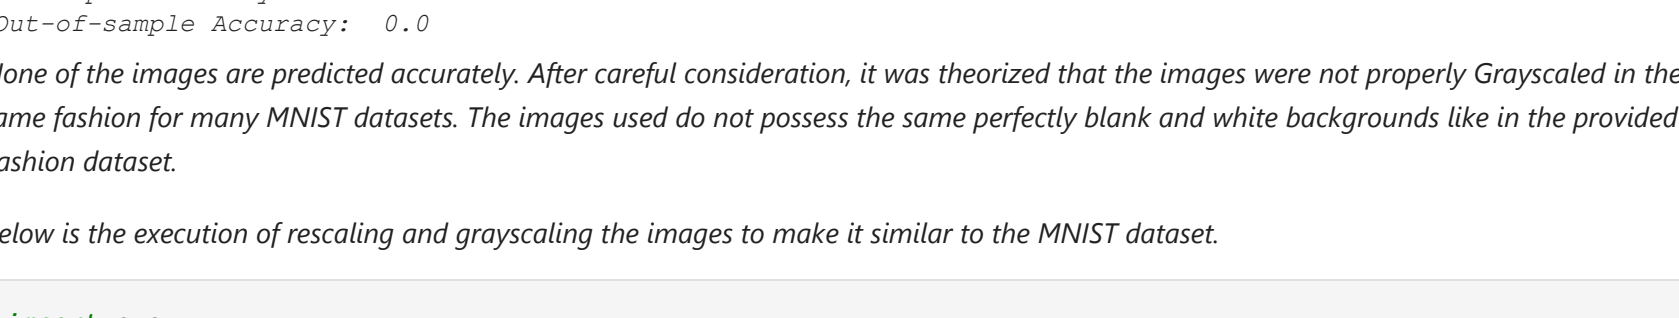 Out-of-sample Accuracy: 0.0
None of the images are predicted accurately. After careful consideration, it was theorized that the images were not properly Grayscaled in the
ame fashion for many MNIST datasets. The images used do not possess the same perfectly blank and white backgrounds like in the provided
ashion dataset.
elow is the execution of rescaling and grayscaling the images to make it similar to the MNIST dataset.